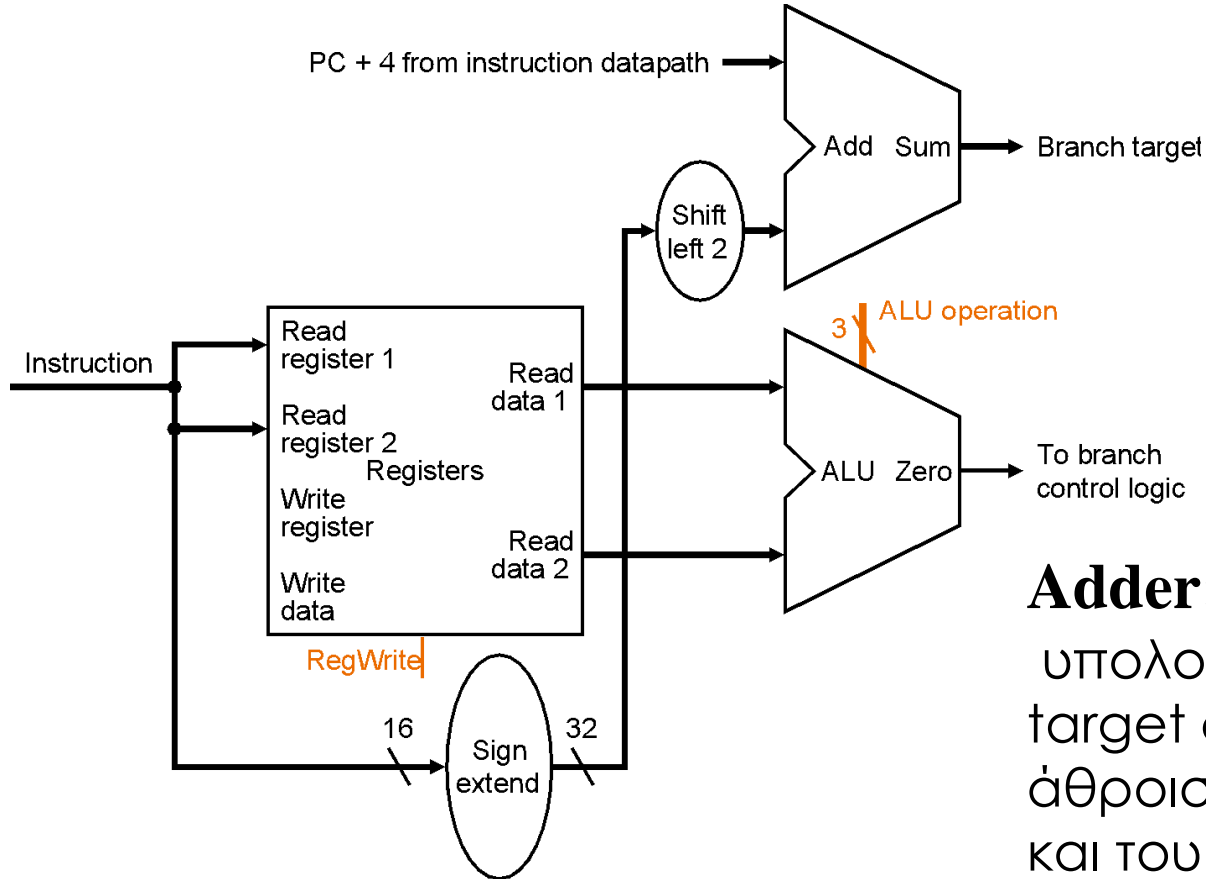 PC + 4 from instruction datapath
Add Sum
Branch target
Shift
left 2
3
ALU operation
Instruction
Read
register 1
Read
data 1
Read
register 2
Registers
ALU Zero
To branch
control logic
Write
register
Read
data 2
Write
data
RegWrite
16
Sign
extend
32
Adder
target
και του